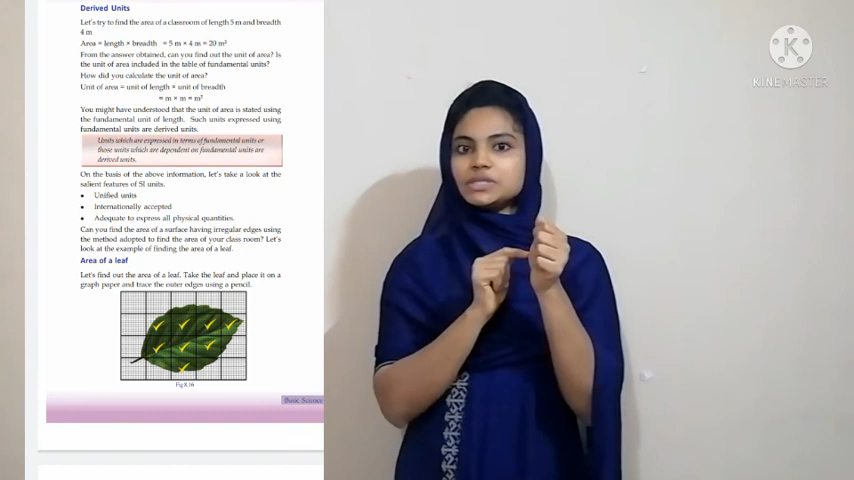 Derived Units
Let's try to find the area of a classroom of length 5 m and breadth
4 m
Area = length × breadth = 5 m × 4 m = 20 m²
From the answer obtained, can you find out the unit of area? Is
the unit of area included in the table of fundamental units?
How did you calculate the unit of area?
Unit of area = unit of length × unit of breadth
= m × m = m²
You might have understood that the unit of area is stated using
the fundamental unit of length. Such units expressed using
fundamental units are derived units.
Units which are expressed in terms of fundamental units or
those units which are dependent on fundamental units are
derived units.
On the basis of the above information, let's take a look at the
salient features of SI units.
• Unified units
• Internationally accepted
• Adequate to express all physical quantities.
Can you find the area of a surface having irregular edges using
the method adopted to find the area of your class room? Let's
look at the example of finding the area of a leaf.
Area of a leaf
Let's find out the area of a leaf. Take the leaf and place it on a
graph paper and trace the outer edges using a pencil.
Fig 8.16
Basic Science
K
KINEMASTER